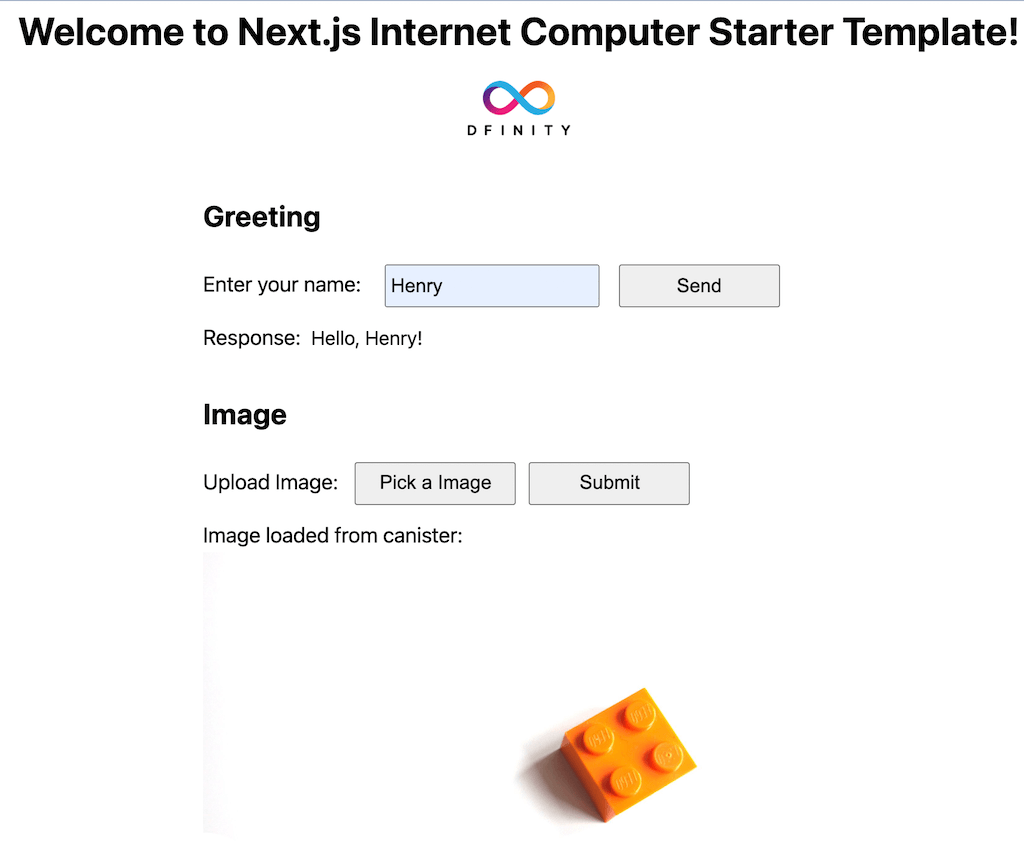 Welcome to Next.js Internet Computer Starter Template!
DFINITY
Greeting
Enter your name: Henry Send
Response: Hello, Henry!
Image
Upload Image: Pick a Image Submit
Image loaded from canister: